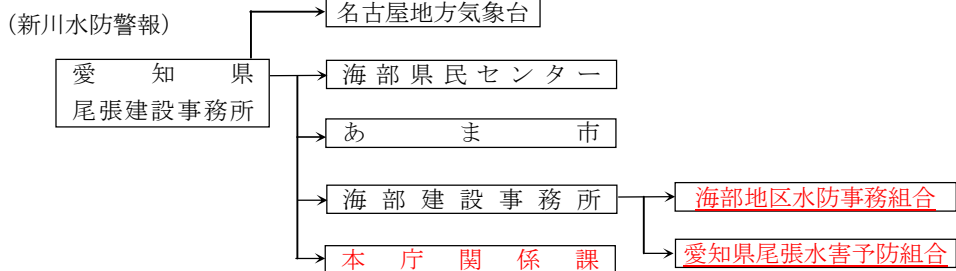 名古屋地方気象台
(新川水防警報)
愛知県
尾張建設事務所
海部県民センター
あま市
海部建設事務所
海部地区水防事務組合
愛知県尾張水害予防組合
本庁関係課